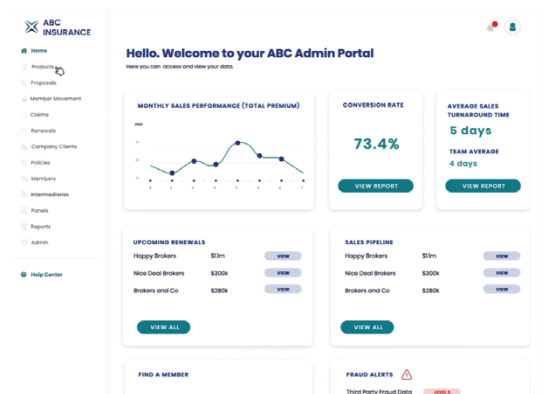 ABC
INSURANCE
Home
Products
Proposals
Member Movement
Claims
Renewals
Company Clients
Policies
Members
Intermediaries
Panels
Reports
Admin
Help Center
Hello. Welcome to your ABC Admin Portal
Here you can access and view your data.
MONTHLY SALES PERFORMANCE (TOTAL PREMIUM)
CONVERSION RATE
73.4%
VIEW REPORT
AVERAGE SALES
TURNAROUND TIME
5 days
TEAM AVERAGE
4 days
VIEW REPORT
UPCOMING RENEWALS
Happy Brokers $1.1m VIEW
Nice Deal Brokers $300k VIEW
Brokers and Co $280k VIEW
VIEW ALL
SALES PIPELINE
Happy Brokers $1.1m VIEW
Nice Deal Brokers $300k VIEW
Brokers and Co $280k VIEW
VIEW ALL
FIND A MEMBER
FRAUD ALERTS
Third Party Fraud Data